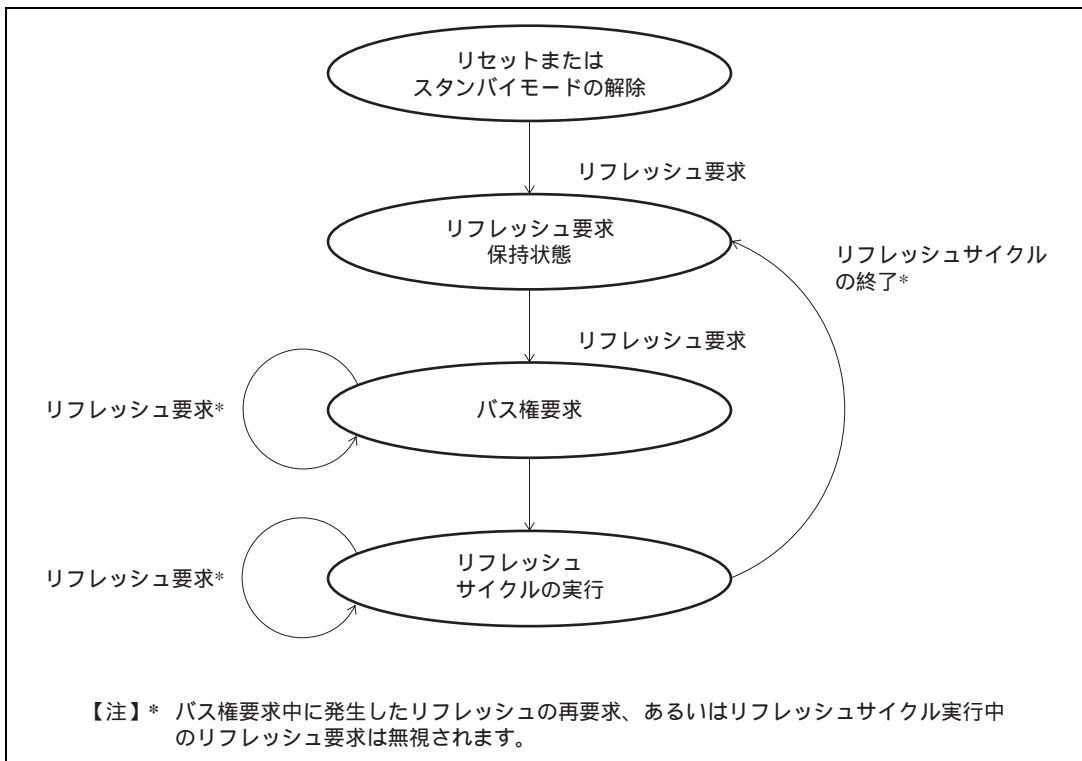 リセットまたは
スタンバイモードの解除
リフレッシュ要求
リフレッシュ要求
保持状態
リフレッシュサイクル
の終了*
リフレッシュ要求
リフレッシュ要求*
バス権要求
リフレッシュ要求*
リフレッシュ
サイクルの実行
【注】* バス権要求中に発生したリフレッシュの再要求、あるいはリフレッシュサイクル実行中
のリフレッシュ要求は無視されます。